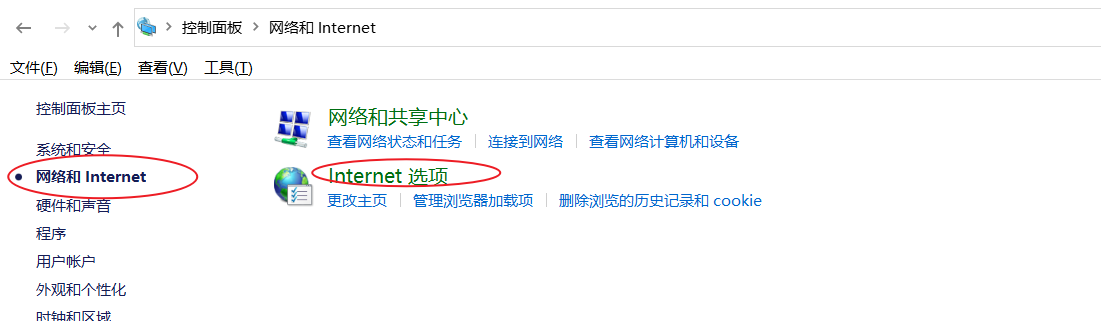 控制面板 网络和 Internet
文件(F) 编辑(E) 查看(V) 工具(T)
控制面板主页
系统和安全
网络和 Internet
硬件和声音
程序
用户帐户
外观和个性化
时钟和区域
网络和共享中心
查看网络状态和任务 连接到网络 查看网络计算机和设备
Internet 选项
更改主页 管理浏览器加载项 删除浏览的历史记录和 cookie